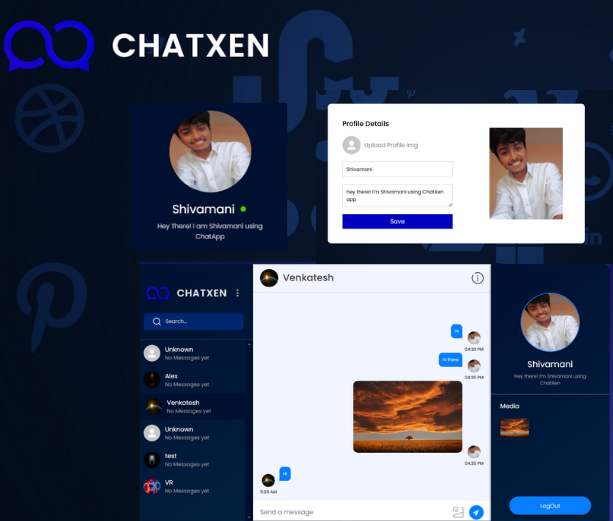 CHATXEN
Shivamani
Hey There! I am Shivamani using
ChatApp
Profile Details
Upload Profile img
Shivamani
hey there! I'm Shivamani using Chatxen
app
Save
CHATXEN
Search...
Unknown
No Messages yet
Alex
No Messages yet
Venkatesh
No Messages yet
Unknown
No Messages yet
test
No Messages yet
VR
No Messages yet
Venkatesh
Hi
04:33 PM
hi there
04:35 PM
04:35 PM
Hi
11:06 AM
Send a message
Shivamani
Hey there! I'm Shivamani using
Chatxen
Media
LogOut